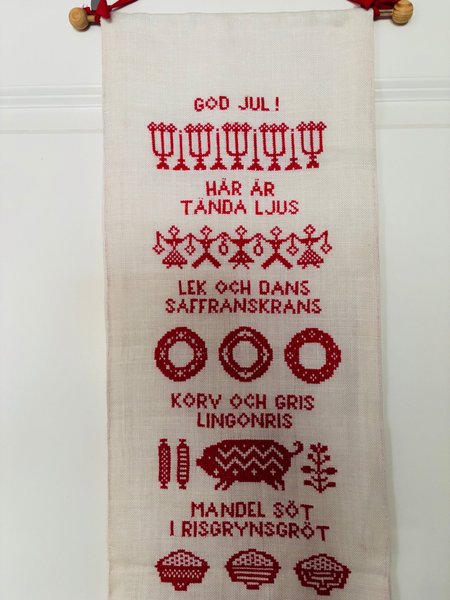 GOD JUL!
HÄR ÄR
TÄNDA LJUS
LEK OCH DANS
SAFFRANSKRANS
KORV OCH GRIS
LINGONRIS
MANDEL SÖT
I RISGRYNSGRÖT